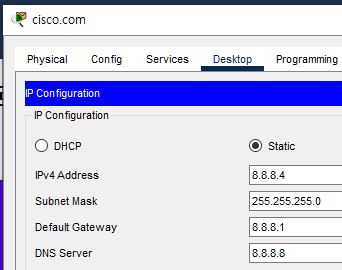 cisco.com
Physical Config Services Desktop Programming
IP Configuration
IP Configuration
DHCP Static
IPv4 Address 8.8.8.4
Subnet Mask 255.255.255.0
Default Gateway 8.8.8.1
DNS Server 8.8.8.8